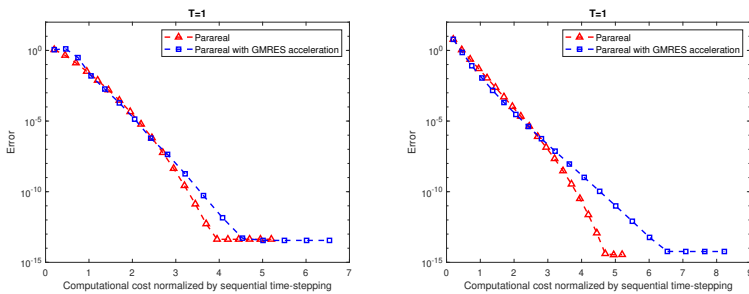 T=1
Parareal
Parareal with GMRES acceleration
10^0
10^-5
10^-10
10^-15
Error
0 1 2 3 4 5 6 7
Computational cost normalized by sequential time-stepping
T=1
Parareal
Parareal with GMRES acceleration
10^0
10^-5
10^-10
10^-15
Error
0 1 2 3 4 5 6 7 8 9
Computational cost normalized by sequential time-stepping